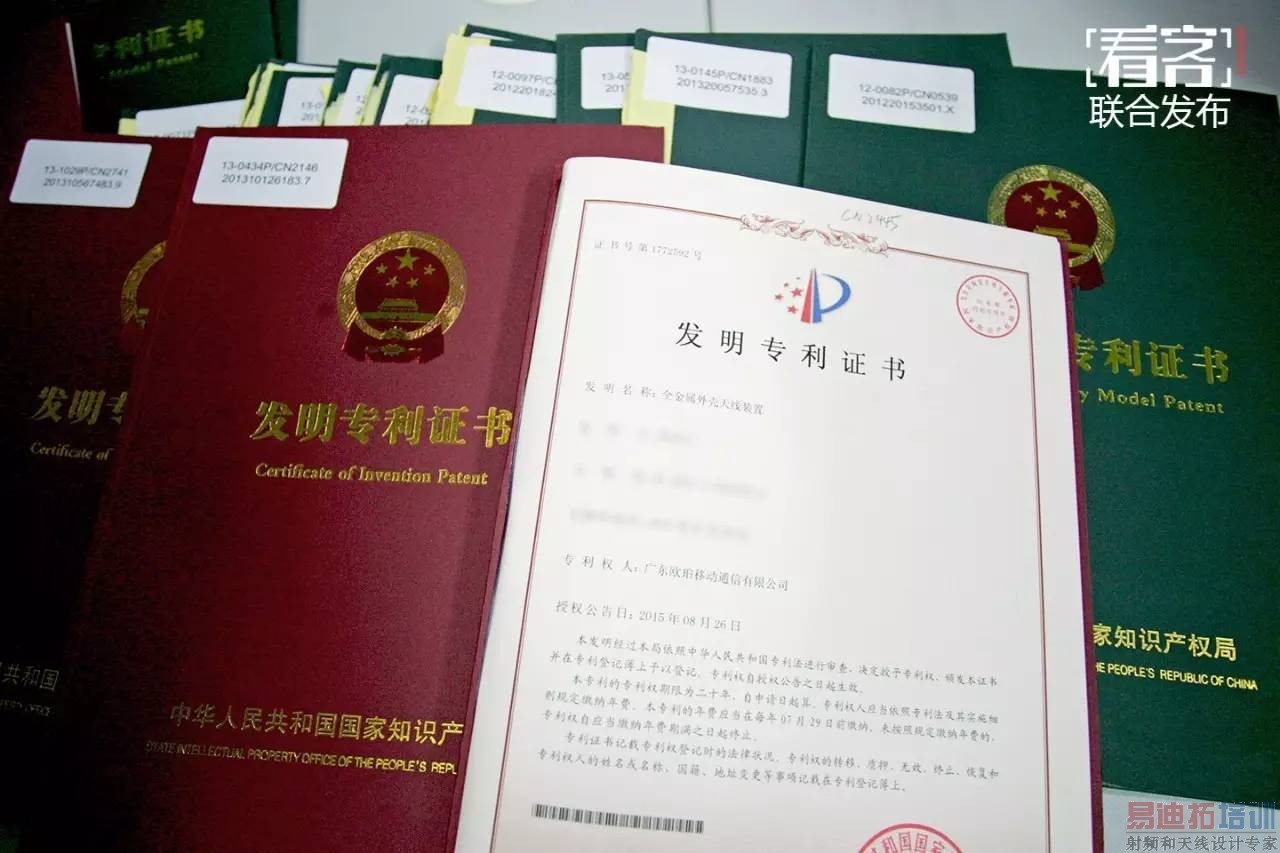 专利证书
Model Patent
看客
联合发布
12-0097P/CN
2012201824
13-0145P/CN1883
201320057535.3
12-0082P/CN0539
201220153501.X
13-1029P/CN2741
201310567483.9
13-0434P/CN2146
201310126183.7
CN2445
证书号第1772592号
发明专利证书
发明名称：全金属外壳天线装置
专利权人：广东欧珀移动通信有限公司
授权公告日：2015年08月26日
本发明经过本局依照中华人民共和国专利法进行审查，决定授予专利权，颁发本证书
并在专利登记簿上予以登记。专利权自授权公告之日起生效。
本专利的专利权期限为二十年，自申请日起算。专利权人应当依照专利法及其实施细
则规定缴纳年费。本专利的年费应当在每年07月29日前缴纳。未按照规定缴纳年费的，
专利权自应当缴纳年费期满之日起终止。
专利证书记载专利权登记时的法律状况。专利权的转移、质押、无效、终止、恢复和
专利权人的姓名或名称、国籍、地址变更等事项记载在专利登记簿上。
发明专利证书
Certificate of Invention Patent
中华人民共和国国家知识产
STATE INTELLECTUAL PROPERTY OFFICE OF THE PEOPLE'S REPU
发明
Certificate of
共和国
专利证书
y Model Patent
家知识产权局
HE PEOPLE'S REPUBLIC OF CHINA
和国国家
易迪拓培训
射频和天线设计专家